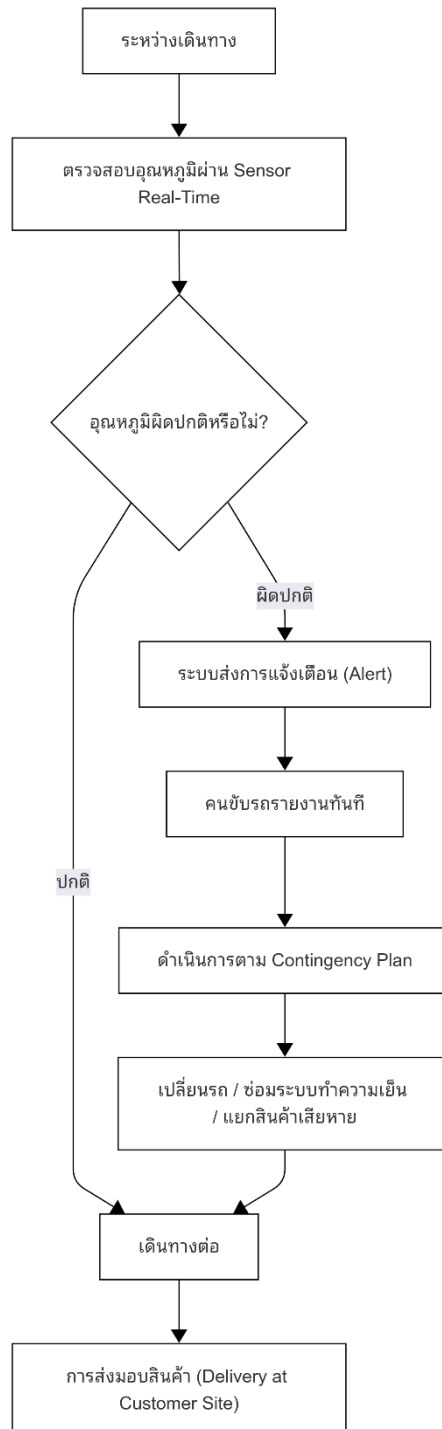 ระหว่างเดินทาง
ตรวจสอบอุณหภูมิผ่าน Sensor
Real-Time
อุณหภูมิผิดปกติหรือไม่?
ผิดปกติ
ระบบส่งการแจ้งเตือน (Alert)
คนขับรถรายงานทันที
ปกติ
ดำเนินการตาม Contingency Plan
เปลี่ยนรถ / ซ่อมระบบทำความเย็น
/ แยกสินค้าเสียหาย
เดินทางต่อ
การส่งมอบสินค้า (Delivery at
Customer Site)